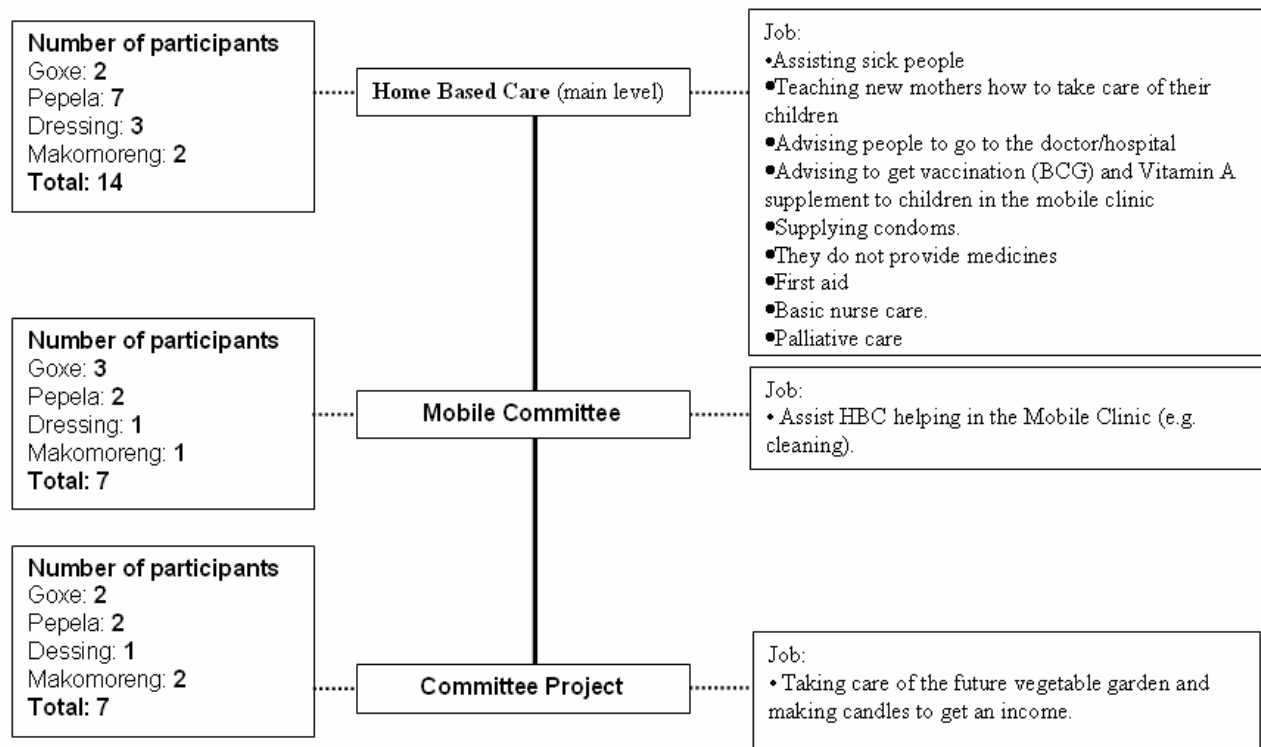 Number of participants
Goxe: 2
Pepela: 7
Dressing: 3
Makomoreng: 2
Total: 14
Home Based Care (main level)
Job:
•Assisting sick people
●Teaching new mothers how to take care of their
children
●Advising people to go to the doctor/hospital
●Advising to get vaccination (BCG) and Vitamin A
supplement to children in the mobile clinic
●Supplying condoms.
●They do not provide medicines
●First aid
●Basic nurse care.
●Palliative care
Number of participants
Goxe: 3
Pepela: 2
Dressing: 1
Makomoreng: 1
Total: 7
Mobile Committee
Job:
• Assist HBC helping in the Mobile Clinic (e.g.
cleaning).
Number of participants
Goxe: 2
Pepela: 2
Dessing: 1
Makomoreng: 2
Total: 7
Committee Project
Job:
• Taking care of the future vegetable garden and
making candles to get an income.